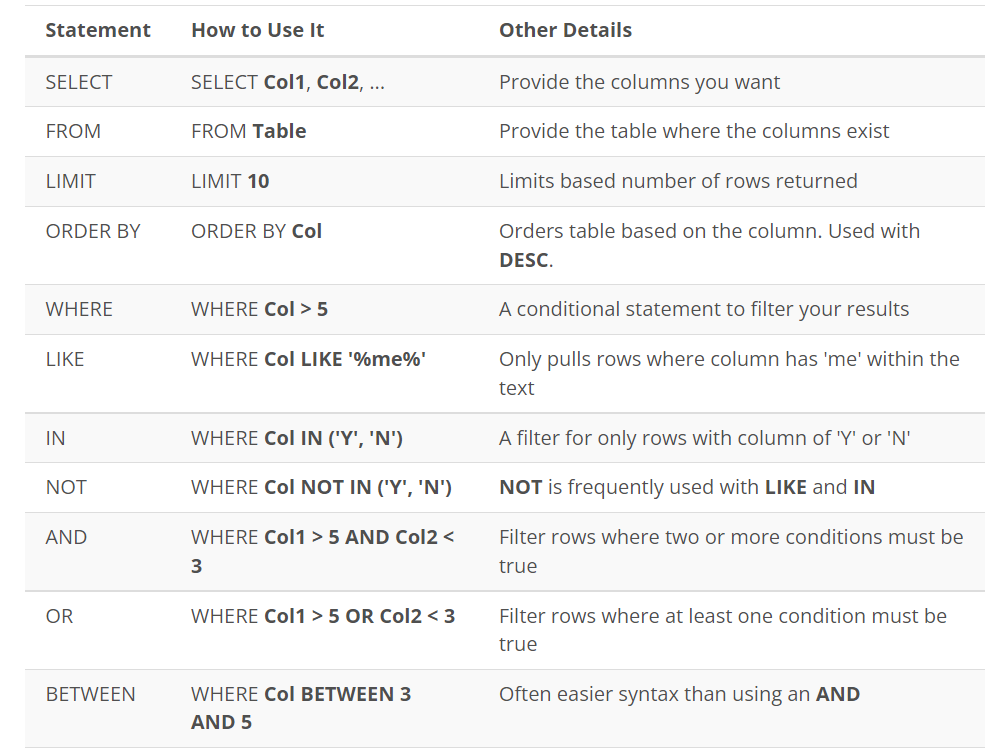 Statement How to Use It Other Details
SELECT SELECT Col1, Col2, ... Provide the columns you want
FROM FROM Table Provide the table where the columns exist
LIMIT LIMIT 10 Limits based number of rows returned
ORDER BY ORDER BY Col Orders table based on the column. Used with
DESC.
WHERE WHERE Col > 5 A conditional statement to filter your results
LIKE WHERE Col LIKE '%me%' Only pulls rows where column has 'me' within the
text
IN WHERE Col IN ('Y', 'N') A filter for only rows with column of 'Y' or 'N'
NOT WHERE Col NOT IN ('Y', 'N') NOT is frequently used with LIKE and IN
AND WHERE Col1 > 5 AND Col2 < Filter rows where two or more conditions must be
3 true
OR WHERE Col1 > 5 OR Col2 < 3 Filter rows where at least one condition must be
true
BETWEEN WHERE Col BETWEEN 3 Often easier syntax than using an AND
AND 5